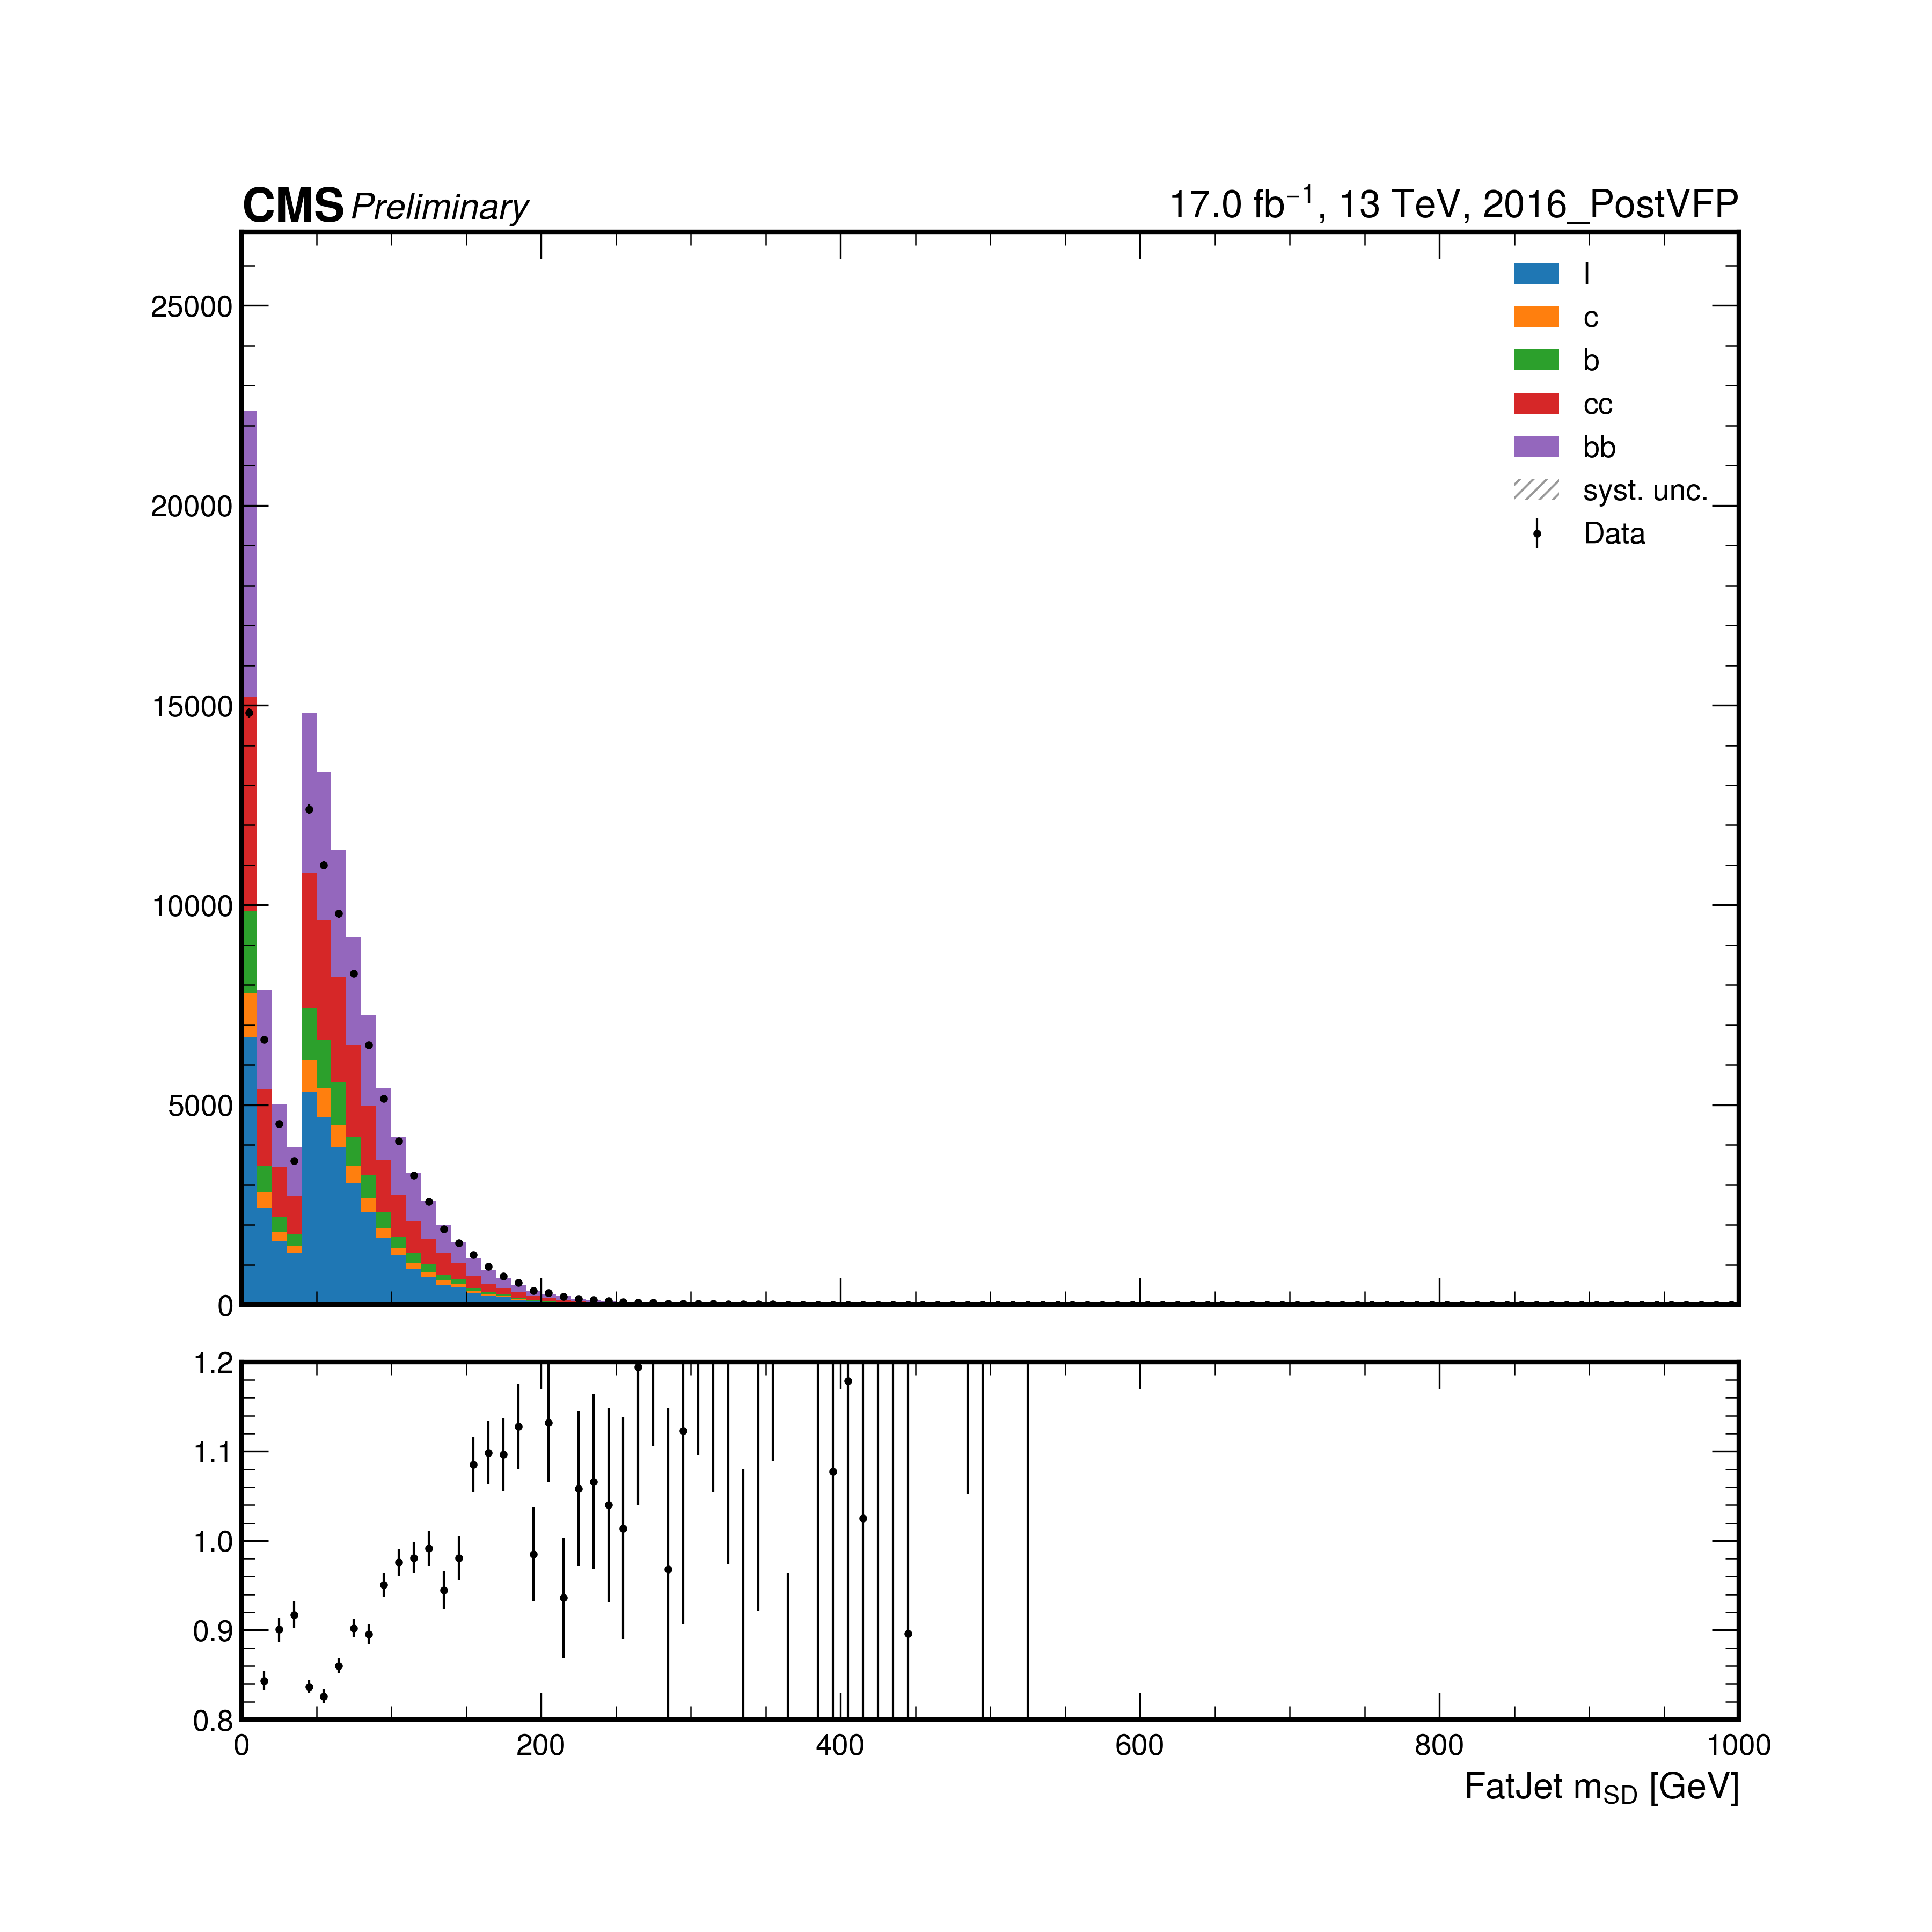 CMS Preliminary 17.0 fb⁻¹, 13 TeV, 2016_PostVFP
l
c
b
cc
bb
syst. unc.
Data
25000
20000
15000
10000
5000
0
1.2
1.1
1.0
0.9
0.8
0 200 400 600 800 1000
FatJet m_SD [GeV]